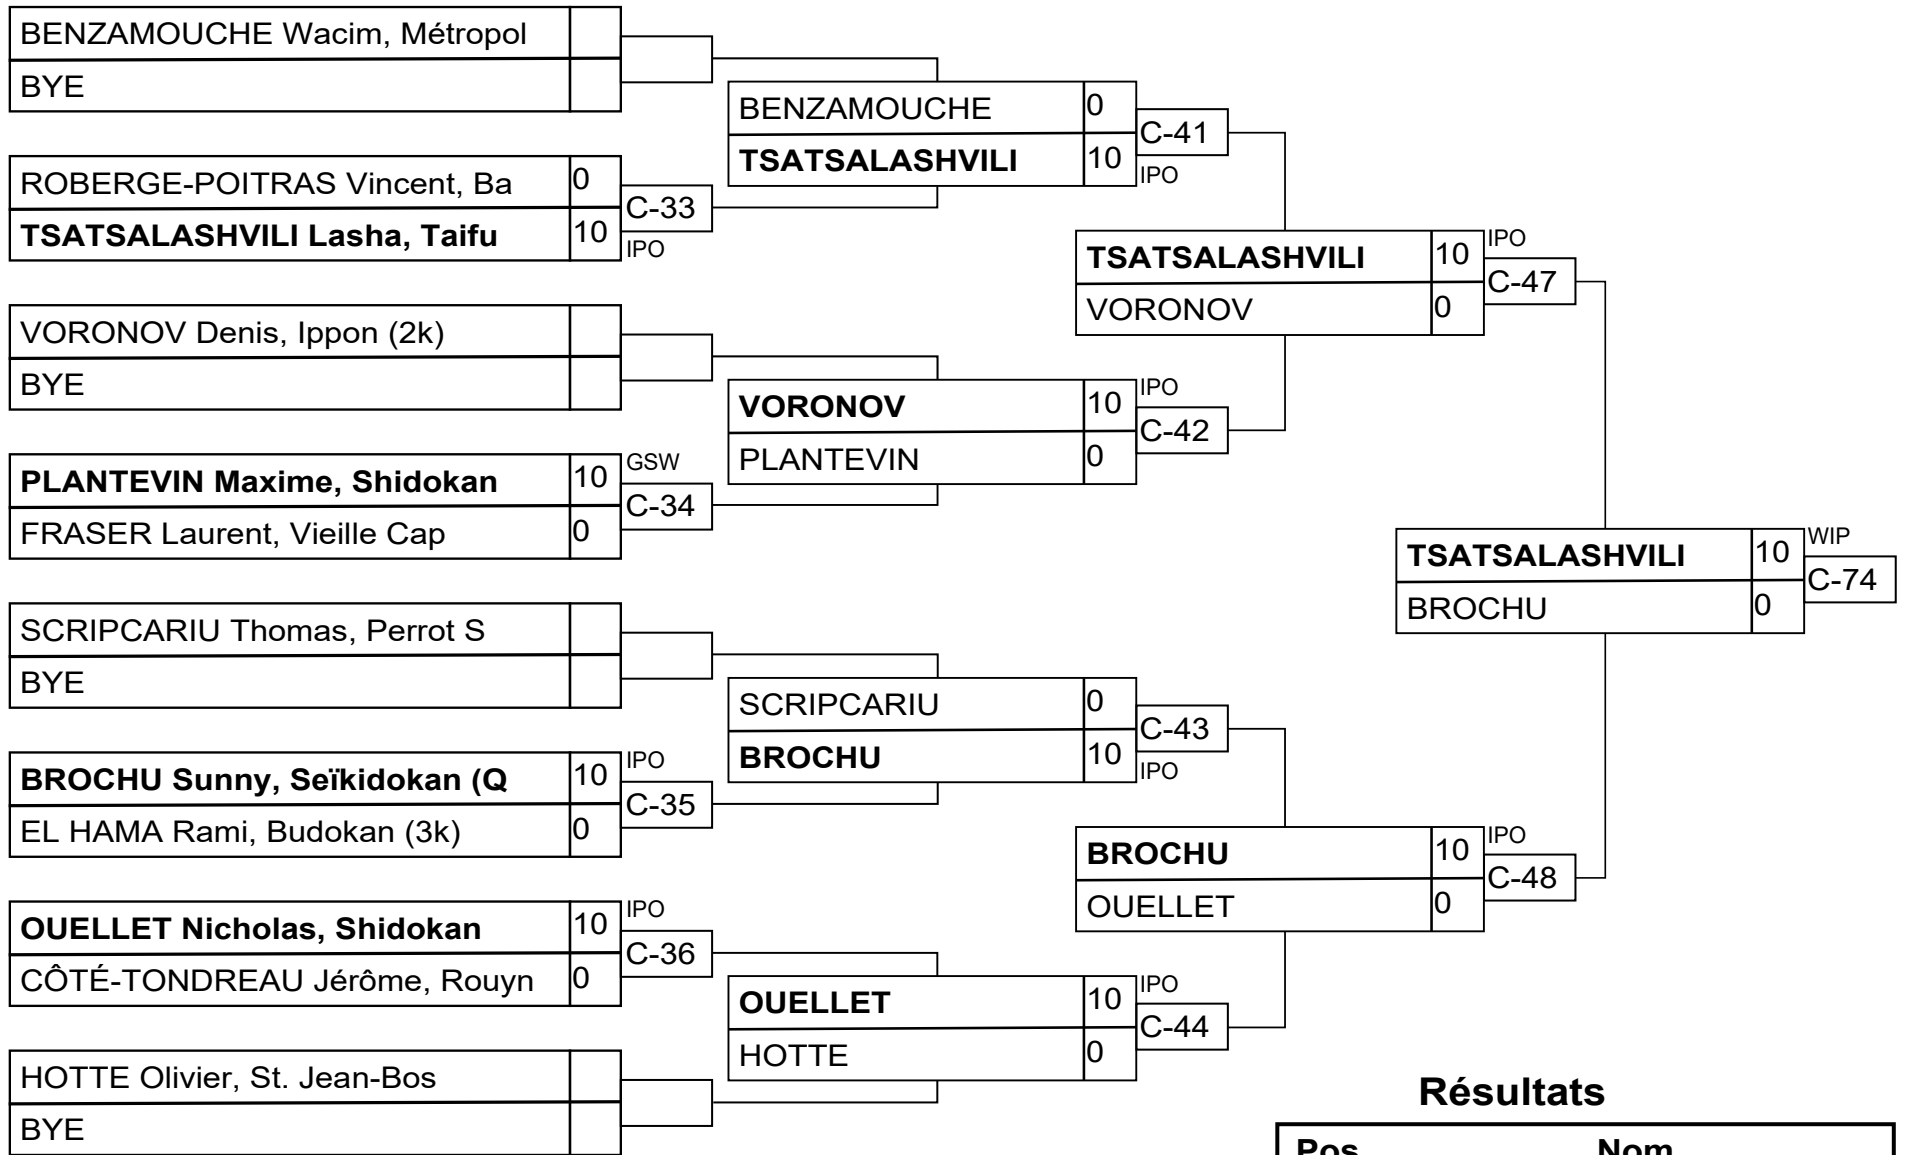 BENZAMOUCHE Wacim, Métropol
BYE
ROBERGE-POITRAS Vincent, Ba 0
TSATSALASHVILI Lasha, Taifu 10
C-33
IPO
VORONOV Denis, Ippon (2k)
BYE
PLANTEVIN Maxime, Shidokan 10
FRASER Laurent, Vieille Cap 0
GSW
C-34
SCRIPCARIU Thomas, Perrot S
BYE
BROCHU Sunny, Seïkidokan (Q 10
EL HAMA Rami, Budokan (3k) 0
IPO
C-35
OUELLET Nicholas, Shidokan 10
CÔTÉ-TONDREAU Jérôme, Rouyn 0
IPO
C-36
HOTTE Olivier, St. Jean-Bos
BYE
BENZAMOUCHE 0
TSATSALASHVILI 10
C-41
IPO
VORONOV 10
PLANTEVIN 0
IPO
C-42
SCRIPCARIU 0
BROCHU 10
C-43
IPO
OUELLET 10
HOTTE 0
IPO
C-44
TSATSALASHVILI 10
VORONOV 0
IPO
C-47
BROCHU 10
OUELLET 0
IPO
C-48
TSATSALASHVILI 10
BROCHU 0
WIP
C-74
Résultats
Pos Nom